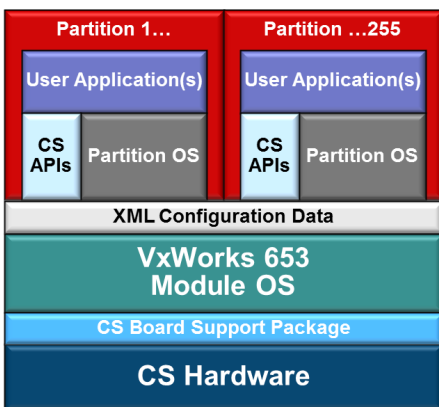 Partition 1...
User Application(s)
CS
APIs
Partition OS
Partition ...255
User Application(s)
CS
APIs
Partition OS
XML Configuration Data
VxWorks 653
Module OS
CS Board Support Package
CS Hardware